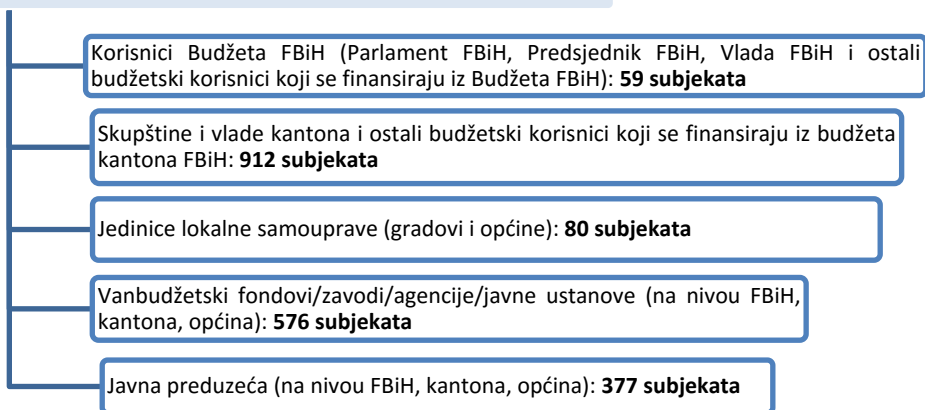 Korisnici Budžeta FBiH (Parlament FBiH, Predsjednik FBiH, Vlada FBiH i ostali
budžetski korisnici koji se finansiraju iz Budžeta FBiH): 59 subjekata
Skupštine i vlade kantona i ostali budžetski korisnici koji se finansiraju iz budžeta
kantona FBiH: 912 subjekata
Jedinice lokalne samouprave (gradovi i općine): 80 subjekata
Vanbudžetski fondovi/zavodi/agencije/javne ustanove (na nivou FBiH,
kantona, općina): 576 subjekata
Javna preduzeća (na nivou FBiH, kantona, općina): 377 subjekata